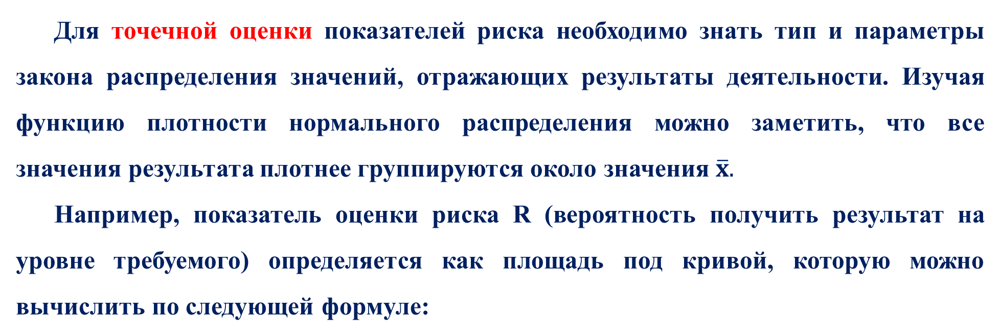 Для точечной оценки показателей риска необходимо знать тип и параметры
закона распределения значений, отражающих результаты деятельности. Изучая
функцию плотности нормального распределения можно заметить, что все
значения результата плотнее группируются около значения x̅.
Например, показатель оценки риска R (вероятность получить результат на
уровне требуемого) определяется как площадь под кривой, которую можно
вычислить по следующей формуле: